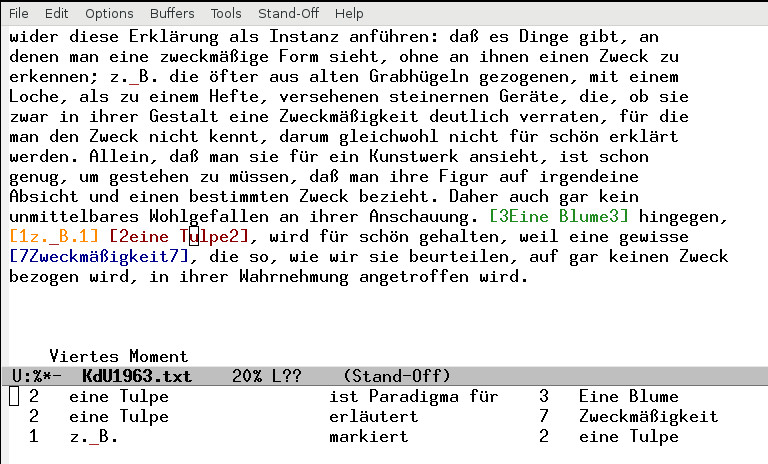 File Edit Options Buffers Tools Stand-Off Help
wider diese Erklärung als Instanz anführen: daß es Dinge gibt, an
denen man eine zweckmäßige Form sieht, ohne an ihnen einen Zweck zu
erkennen; z._B. die öfter aus alten Grabhügeln gezogenen, mit einem
Loche, als zu einem Hefte, versehenen steinernen Geräte, die, ob sie
zwar in ihrer Gestalt eine Zweckmäßigkeit deutlich verraten, für die
man den Zweck nicht kennt, darum gleichwohl nicht für schön erklärt
werden. Allein, daß man sie für ein Kunstwerk ansieht, ist schon
genug, um gestehen zu müssen, daß man ihre Figur auf irgendeine
Absicht und einen bestimmten Zweck bezieht. Daher auch gar kein
unmittelbares Wohlgefallen an ihrer Anschauung. [3Eine Blume3] hingegen,
[1z._B.1] [2eine Tulpe2], wird für schön gehalten, weil eine gewisse
[7Zweckmäßigkeit7], die so, wie wir sie beurteilen, auf gar keinen Zweck
bezogen wird, in ihrer Wahrnehmung angetroffen wird.
Viertes Moment
U:%*- KdU1963.txt 20% L?? (Stand-Off)
2 eine Tulpe ist Paradigma für 3 Eine Blume
2 eine Tulpe erläutert 7 Zweckmäßigkeit
1 z._B. markiert 2 eine Tulpe